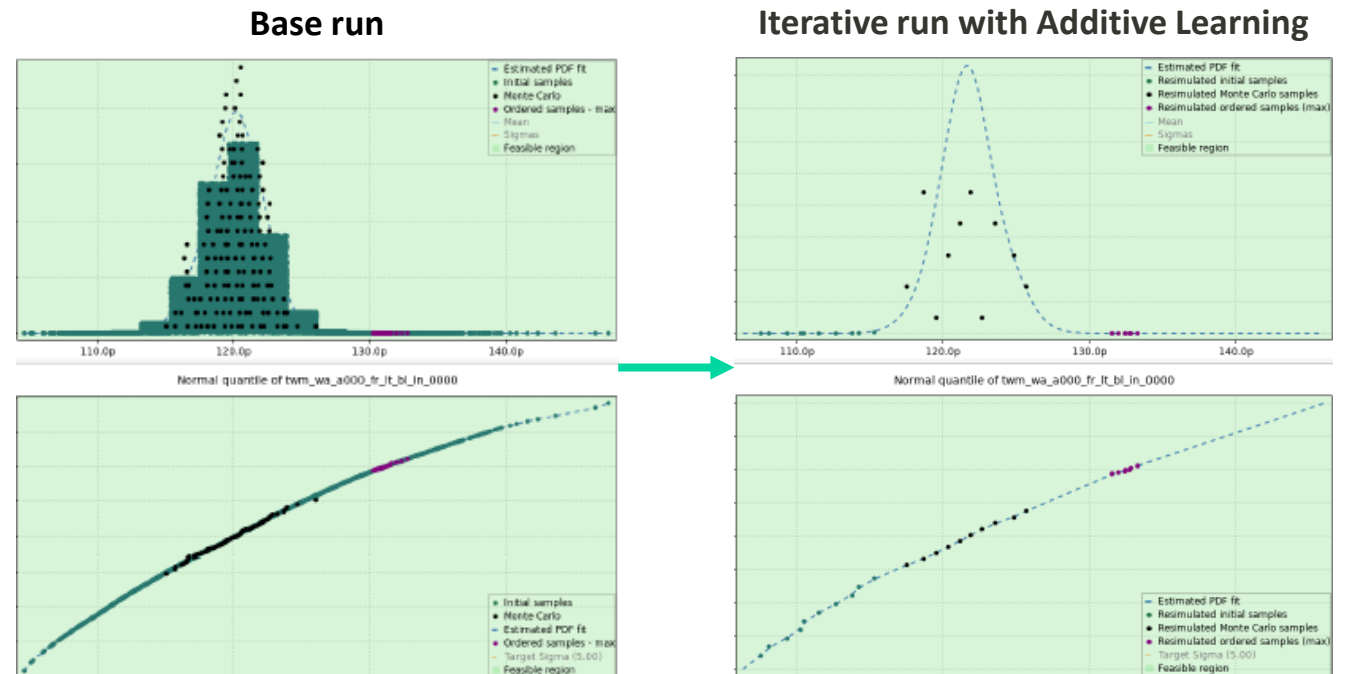 Base run
Iterative run with Additive Learning
Estimated PDF fit
Initial samples
Monte Carlo
Ordered samples - max
Mean
Sigmas
Feasible region
110.0p 120.0p 130.0p 140.0p
Normal quantile of twm_wa_a000_fr_lt_bl_in_0000
Initial samples
Monte Carlo
Estimated PDF fit
Ordered samples - max
Target Sigma (5.00)
Feasible region
Estimated PDF fit
Resimulated initial samples
Resimulated Monte Carlo samples
Resimulated ordered samples (max)
Mean
Sigmas
Feasible region
110.0p 120.0p 130.0p 140.0p
Normal quantile of twm_wa_a000_fr_lt_bl_in_0000
Estimated PDF fit
Resimulated initial samples
Resimulated Monte Carlo samples
Resimulated ordered samples (max)
Target Sigma (5.00)
Feasible region